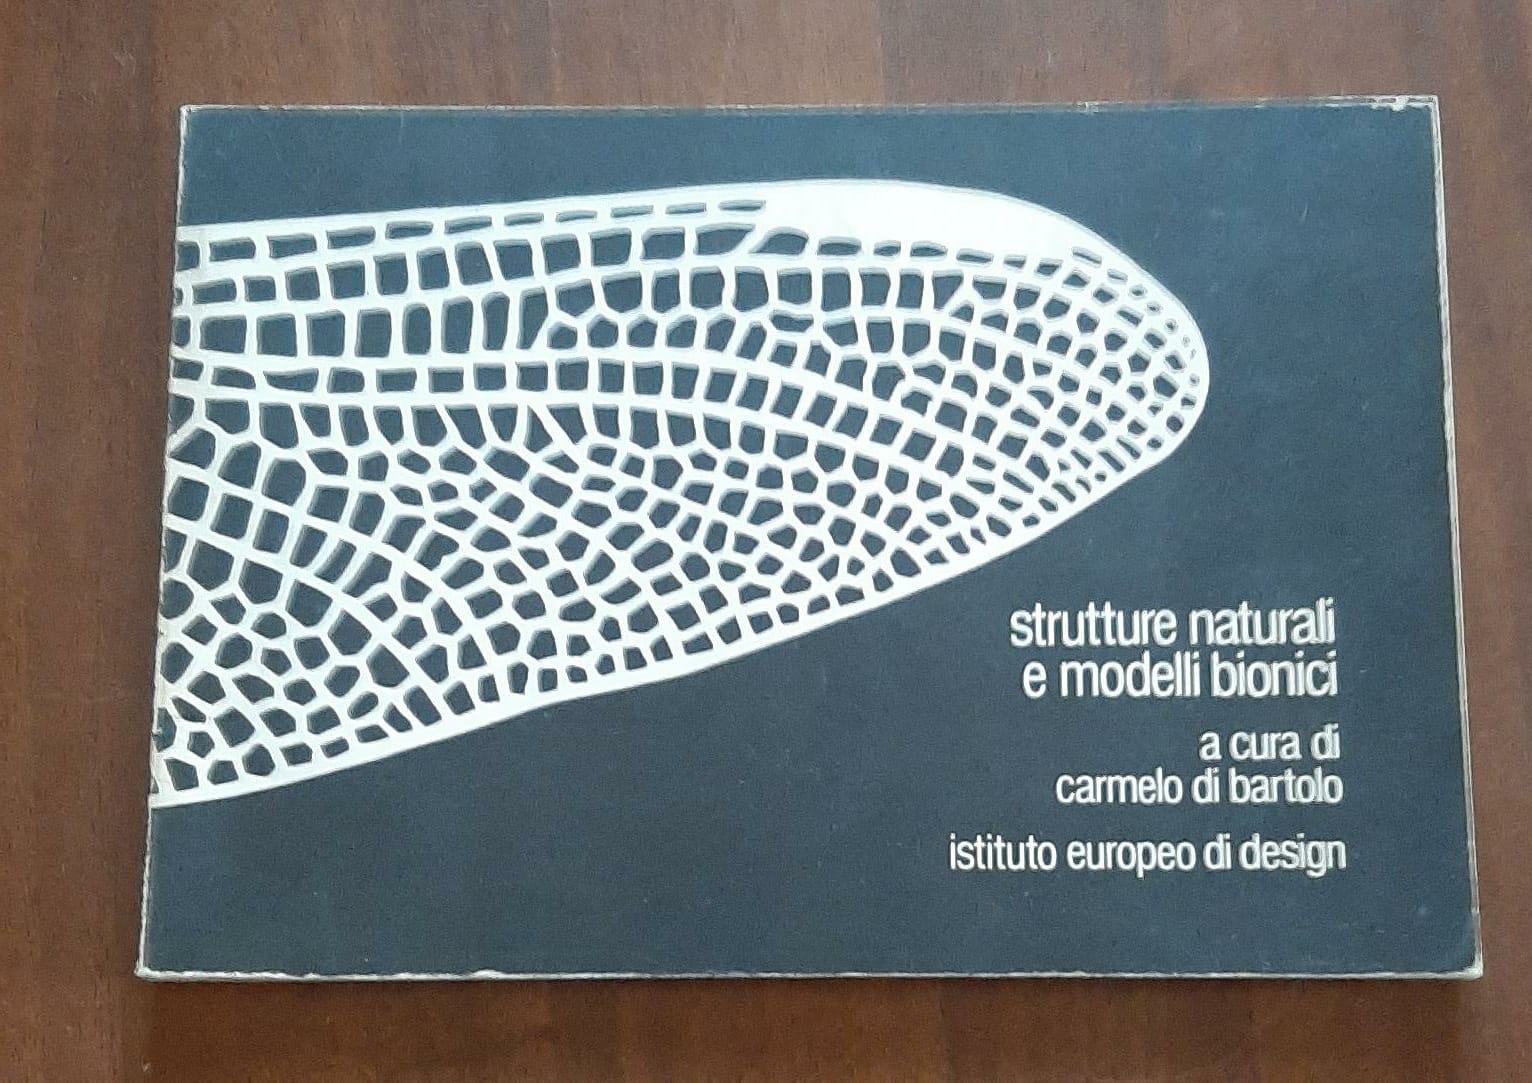 strutture naturali
e modelli bionici
a cura di
carmelo di bartolo
istituto europeo di design